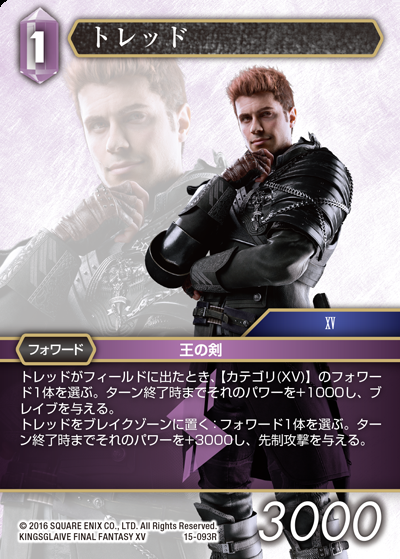 1
トレッド
XV
フォワード
王の剣
トレッドがフィールドに出たとき、【カテゴリ(XV)】のフォワー
ド1体を選ぶ。ターン終了時までそれのパワーを+1000し、ブ
レイブを与える。
トレッドをブレイクゾーンに置く：フォワード1体を選ぶ。ター
ン終了時までそれのパワーを+3000し、先制攻撃を与える。
© 2016 SQUARE ENIX CO., LTD. All Rights Reserved.
KINGSGLAIVE FINAL FANTASY XV
15-093R
3000